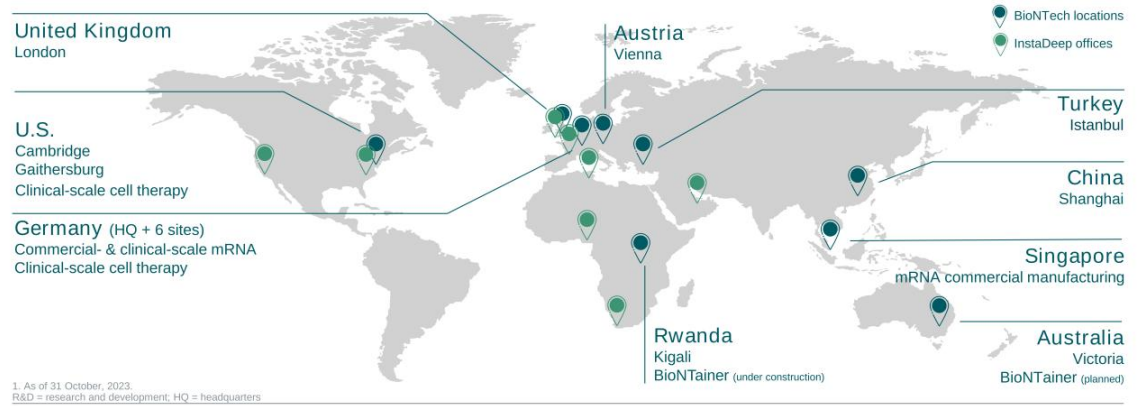 United Kingdom
London
Austria
Vienna
BioNTech locations
InstaDeep offices
Turkey
Istanbul
U.S.
Cambridge
Gaithersburg
Clinical-scale cell therapy
China
Shanghai
Germany (HQ + 6 sites)
Commercial- & clinical-scale mRNA
Clinical-scale cell therapy
Singapore
mRNA commercial manufacturing
Rwanda
Kigali
BioNTainer (under construction)
Australia
Victoria
BioNTainer (planned)
1. As of 31 October, 2023.
R&D = research and development; HQ = headquarters